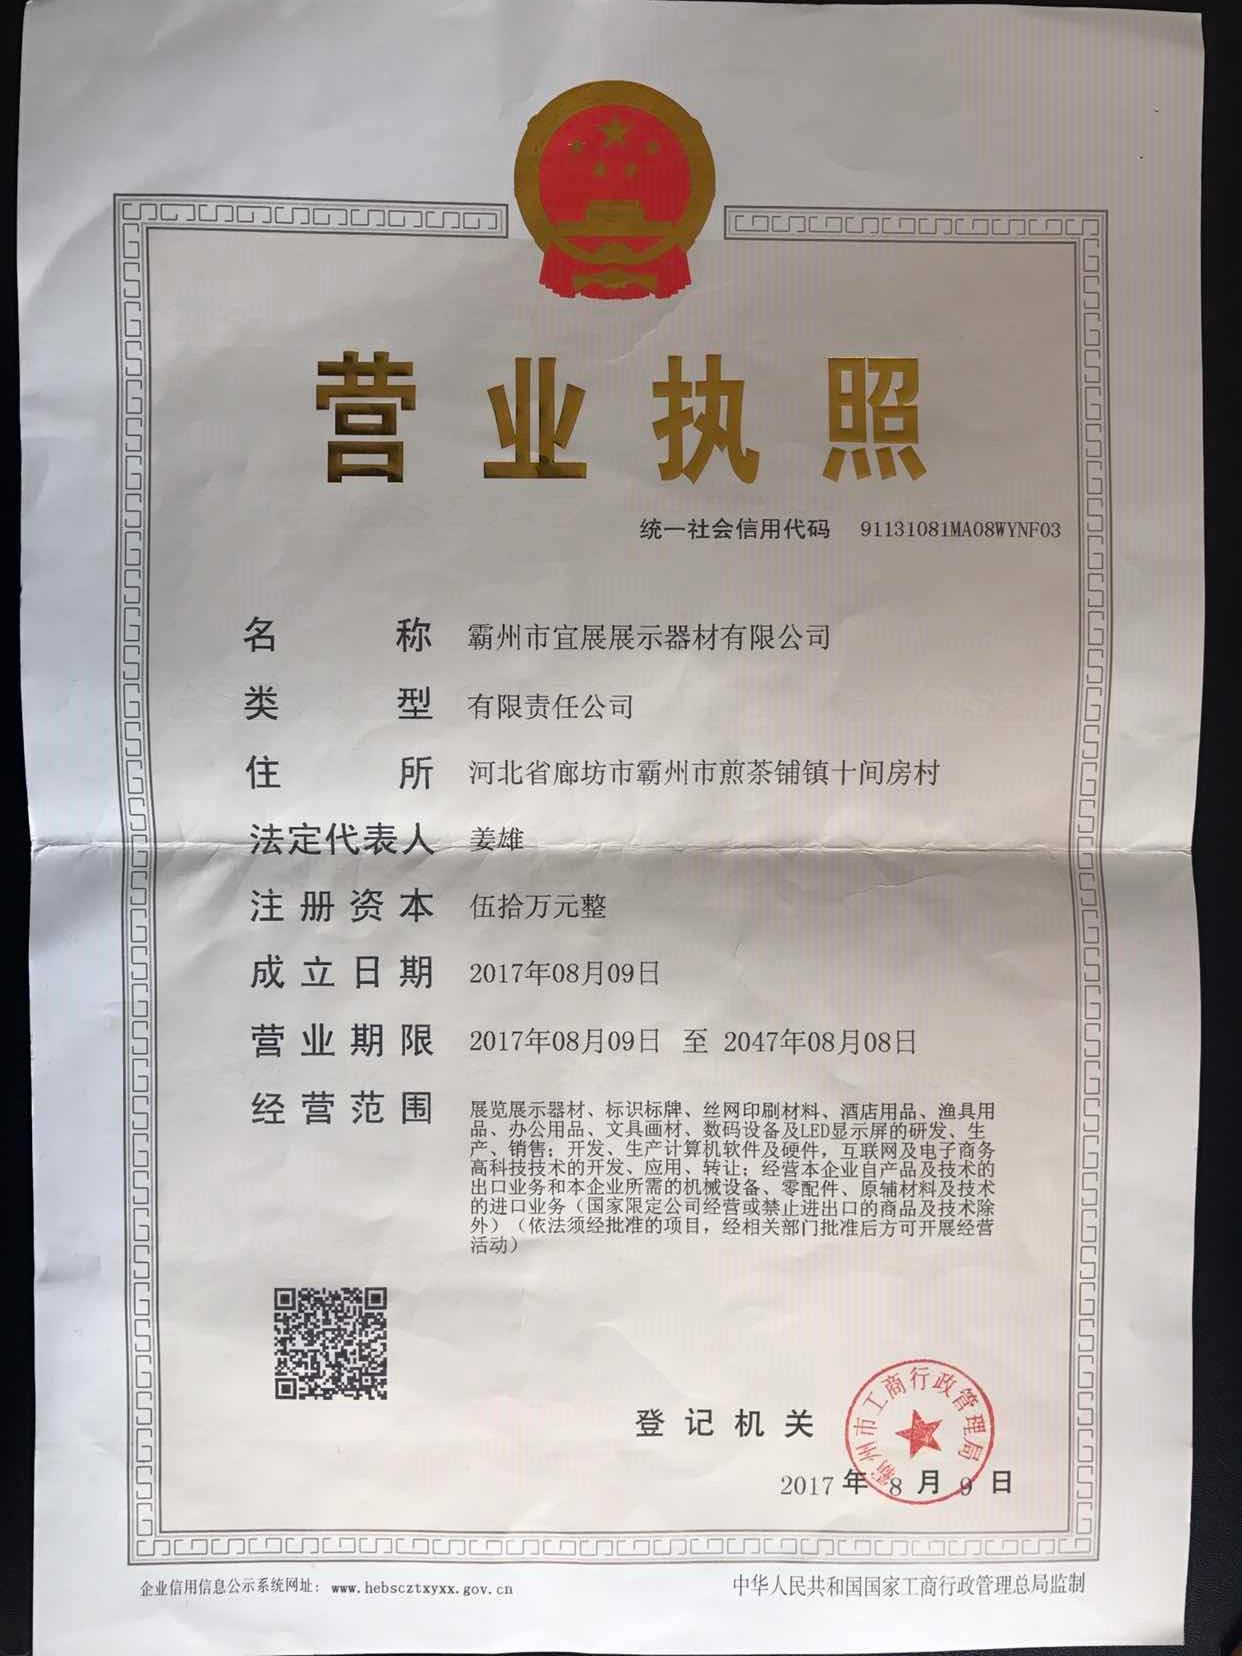 营业执照
统一社会信用代码 91131081MA08WYNF03
名称 霸州市宜展展示器材有限公司
类型 有限责任公司
住所 河北省廊坊市霸州市煎茶铺镇十间房村
法定代表人 姜雄
注册资本 伍拾万元整
成立日期 2017年08月09日
营业期限 2017年08月09日 至 2047年08月08日
经营范围 展览展示器材、标识标牌、丝网印刷材料、酒店用品、渔具用
品、办公用品、文具画材、数码设备及LED显示屏的研发、生
产、销售；开发、生产计算机软件及硬件，互联网及电子商务
高科技技术的开发、应用、转让；经营本企业自产品及技术的
出口业务和本企业所需的机械设备、零配件、原辅材料及技术
的进口业务（国家限定公司经营或禁止进出口的商品及技术除
外）（依法须经批准的项目，经相关部门批准后方可开展经营
活动）
登记机关
霸州市工商行政管理局
2017 年 8 月 9 日
企业信用信息公示系统网址： www.hebscztxyxx.gov.cn
中华人民共和国国家工商行政管理总局监制